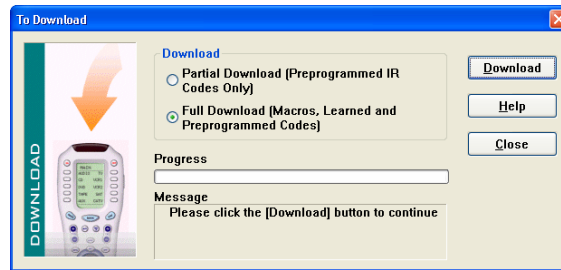 To Download
Download
Partial Download (Preprogrammed IR
Codes Only)
Full Download (Macros, Learned and
Preprogrammed Codes)
Download
Help
Close
Progress
Message
Please click the [Download] button to continue
DOWNLOAD
MAIN